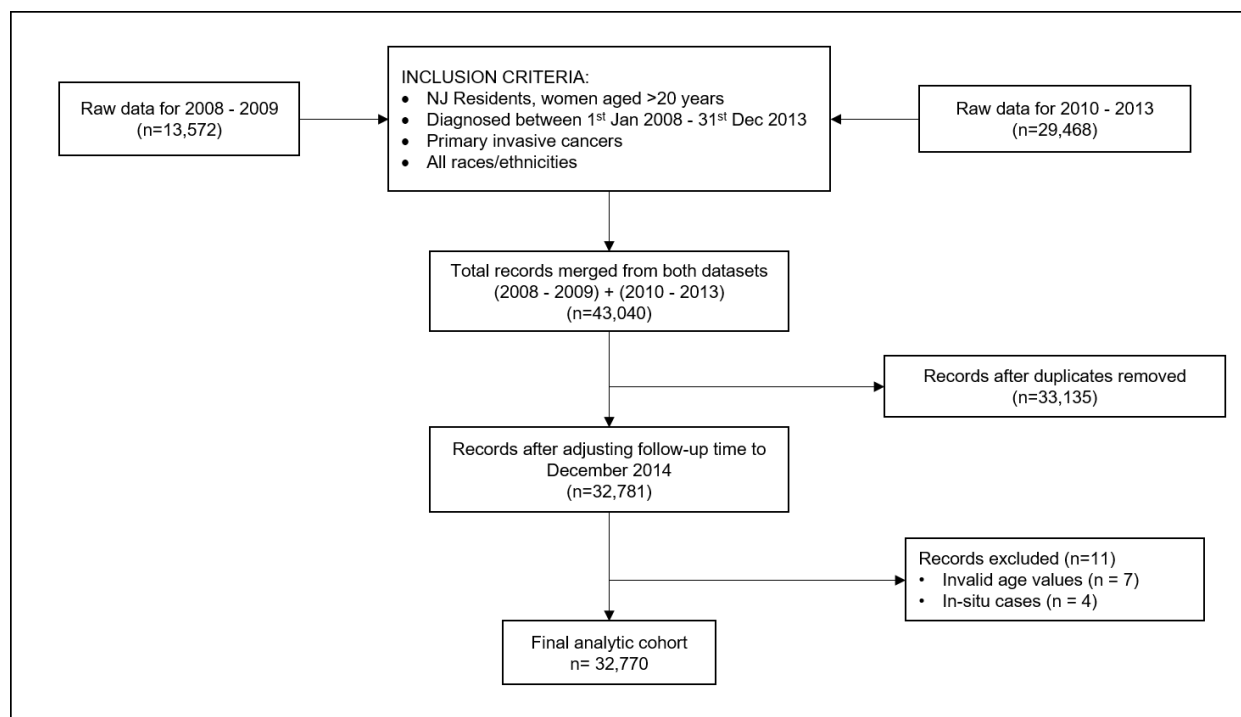 Raw data for 2008 - 2009
(n=13,572)
INCLUSION CRITERIA:
• NJ Residents, women aged >20 years
• Diagnosed between 1st Jan 2008 - 31st Dec 2013
• Primary invasive cancers
• All races/ethnicities
Raw data for 2010 - 2013
(n=29,468)
Total records merged from both datasets
(2008 - 2009) + (2010 - 2013)
(n=43,040)
Records after duplicates removed
(n=33,135)
Records after adjusting follow-up time to
December 2014
(n=32,781)
Records excluded (n=11)
• Invalid age values (n = 7)
• In-situ cases (n = 4)
Final analytic cohort
n= 32,770